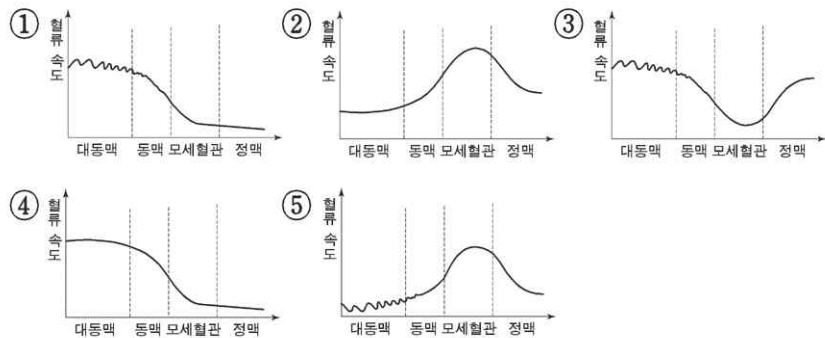 ①
혈류 속도
대동맥 동맥 모세혈관 정맥
②
혈류 속도
대동맥 동맥 모세혈관 정맥
③
혈류 속도
대동맥 동맥 모세혈관 정맥
④
혈류 속도
대동맥 동맥 모세혈관 정맥
⑤
혈류 속도
대동맥 동맥 모세혈관 정맥